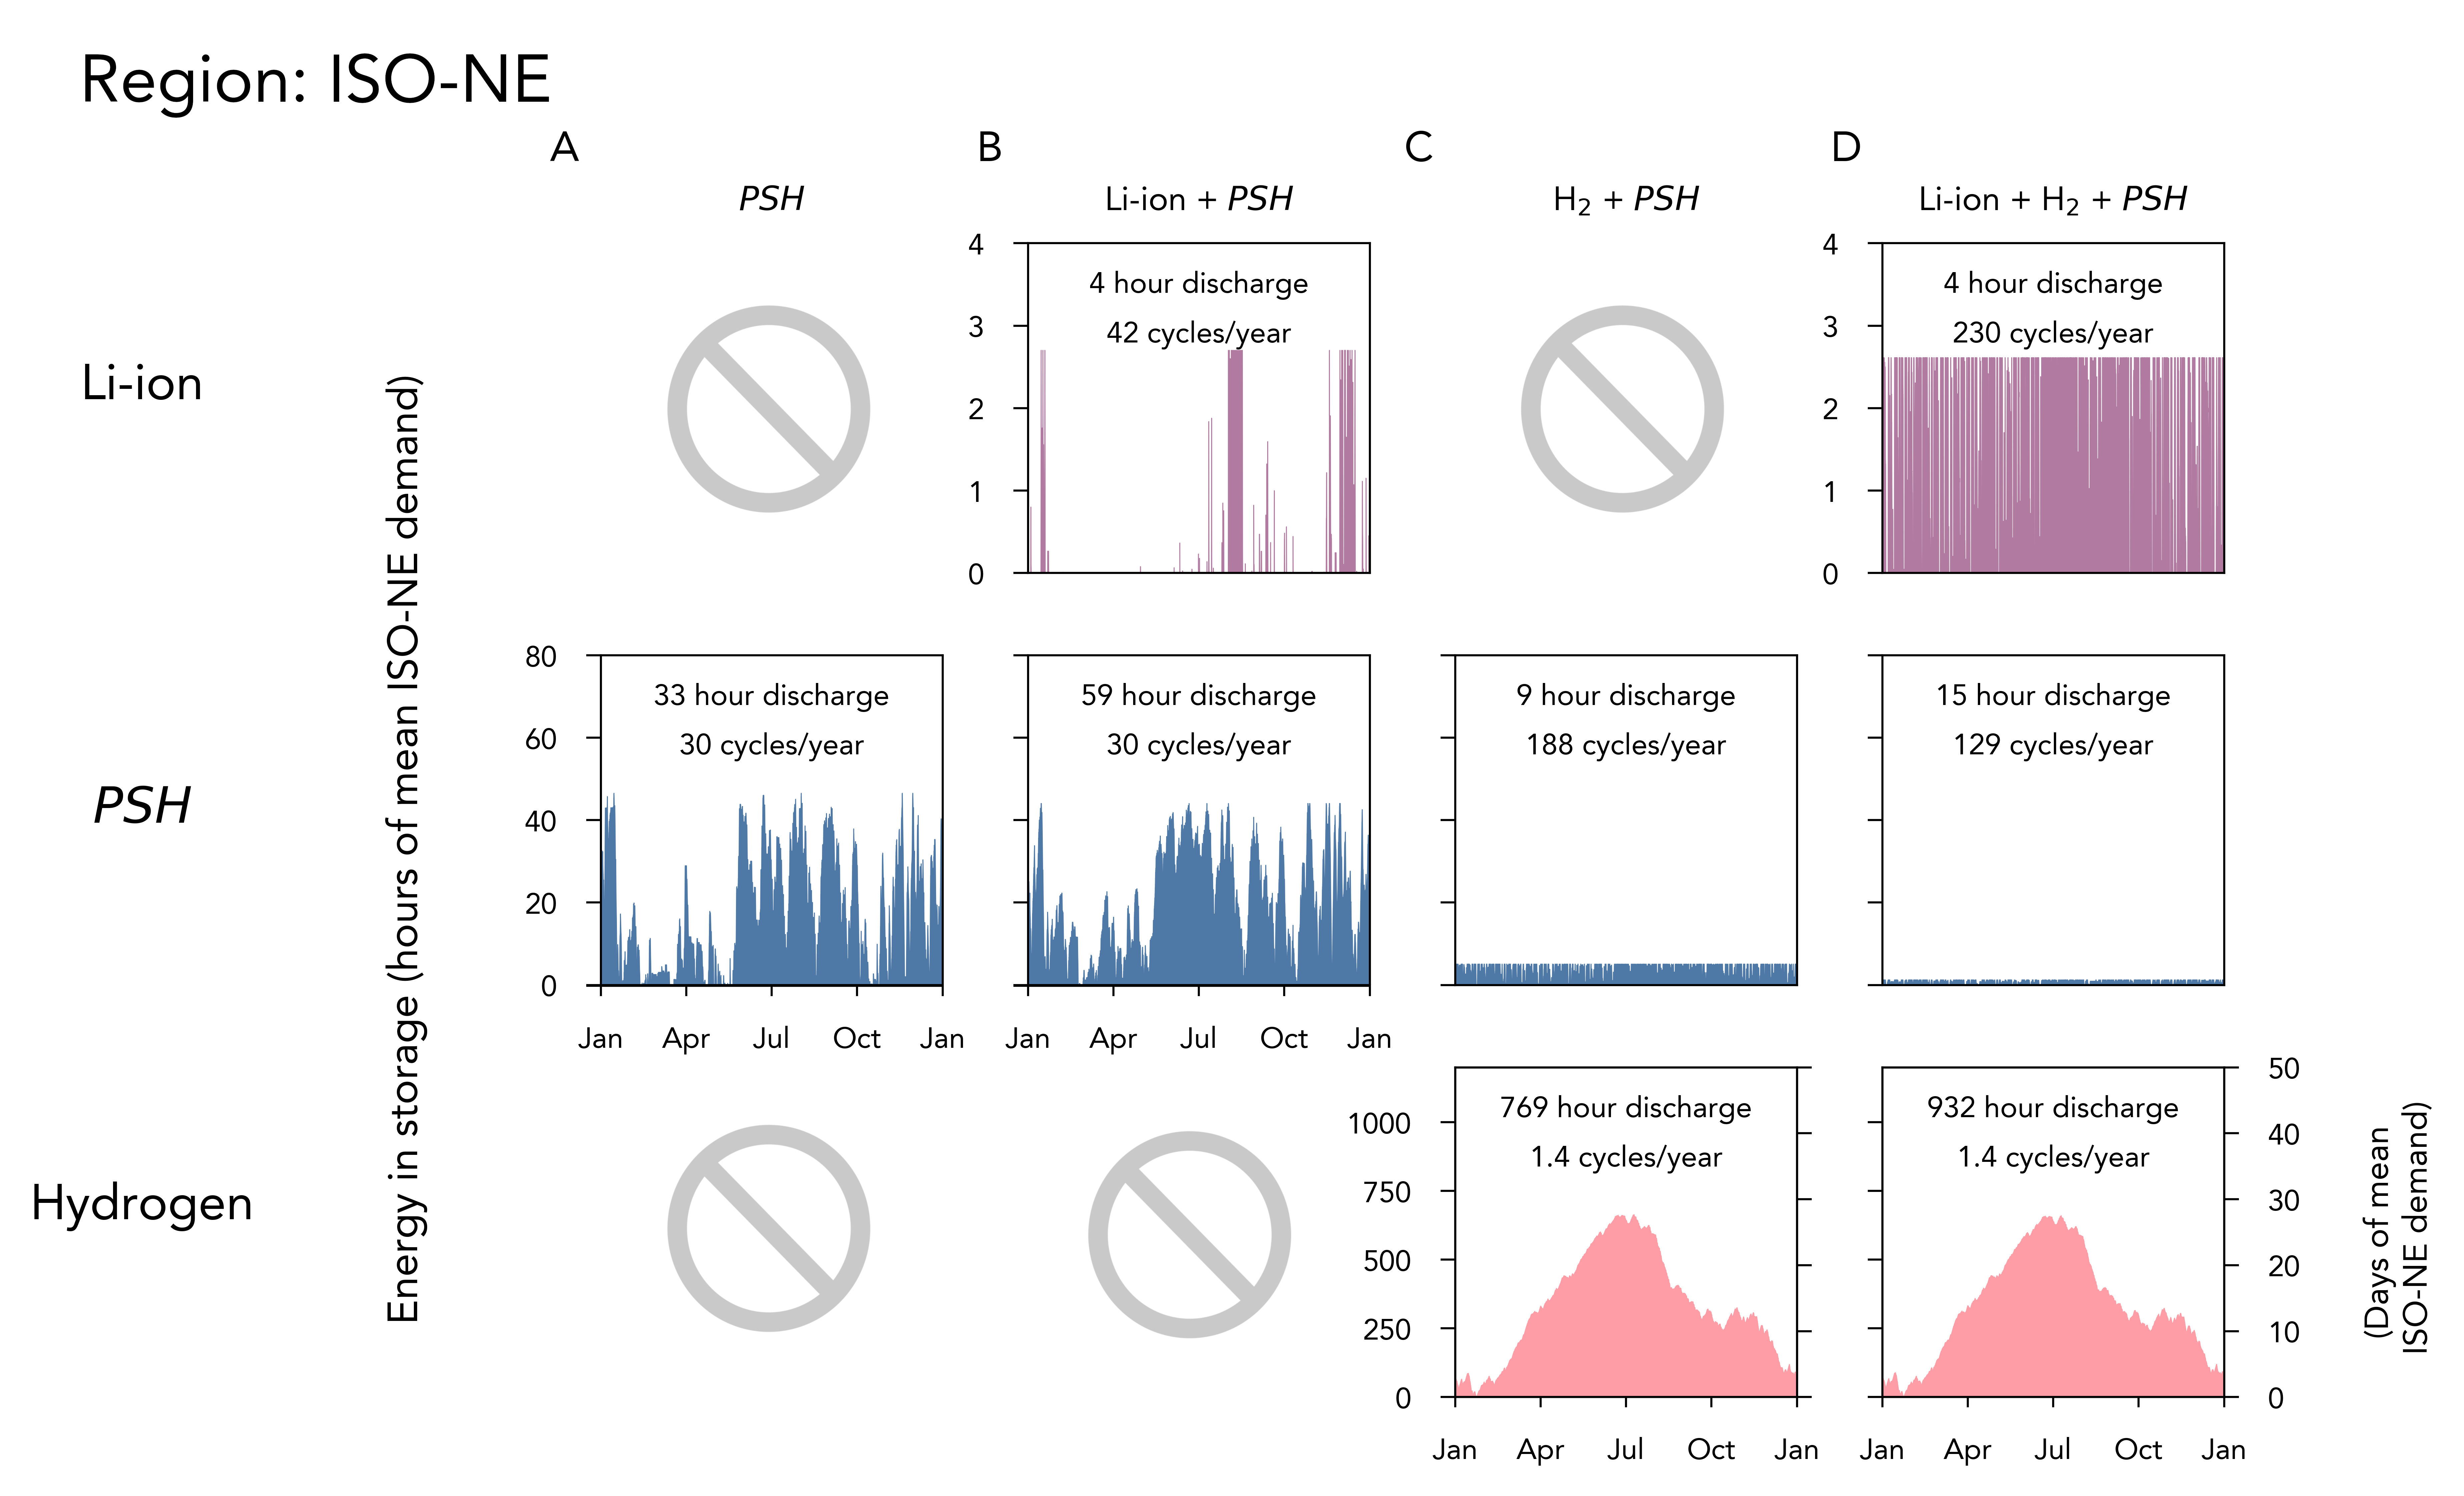 Region: ISO-NE
A
B
C
D
PSH
Li-ion + PSH
H₂ + PSH
Li-ion + H₂ + PSH
Li-ion
Energy in storage (hours of mean ISO-NE demand)
4
3
2
1
0
4 hour discharge
42 cycles/year
4
3
2
1
0
4 hour discharge
230 cycles/year
PSH
80
60
40
20
0
33 hour discharge
30 cycles/year
Jan Apr Jul Oct Jan
59 hour discharge
30 cycles/year
Jan Apr Jul Oct Jan
9 hour discharge
188 cycles/year
15 hour discharge
129 cycles/year
Hydrogen
1000
750
500
250
0
769 hour discharge
1.4 cycles/year
Jan Apr Jul Oct Jan
932 hour discharge
1.4 cycles/year
Jan Apr Jul Oct Jan
50
40
30
20
10
0
(Days of mean
ISO-NE demand)